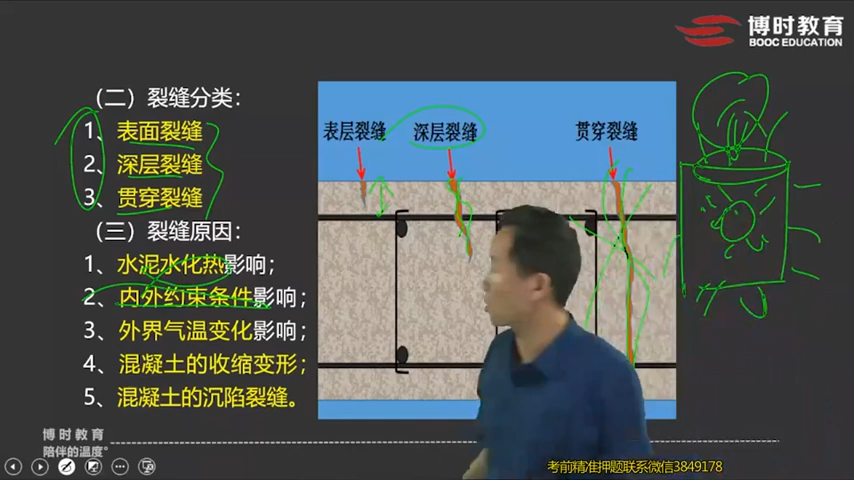 博时教育
BOOC EDUCATION
（二）裂缝分类：
1、表面裂缝
2、深层裂缝
3、贯穿裂缝
（三）裂缝原因：
1、水泥水化热影响；
2、内外约束条件影响；
3、外界气温变化影响；
4、混凝土的收缩变形；
5、混凝土的沉陷裂缝。
表层裂缝
深层裂缝
贯穿裂缝
博时教育
陪伴的温度°
考前精准押题联系微信3849178